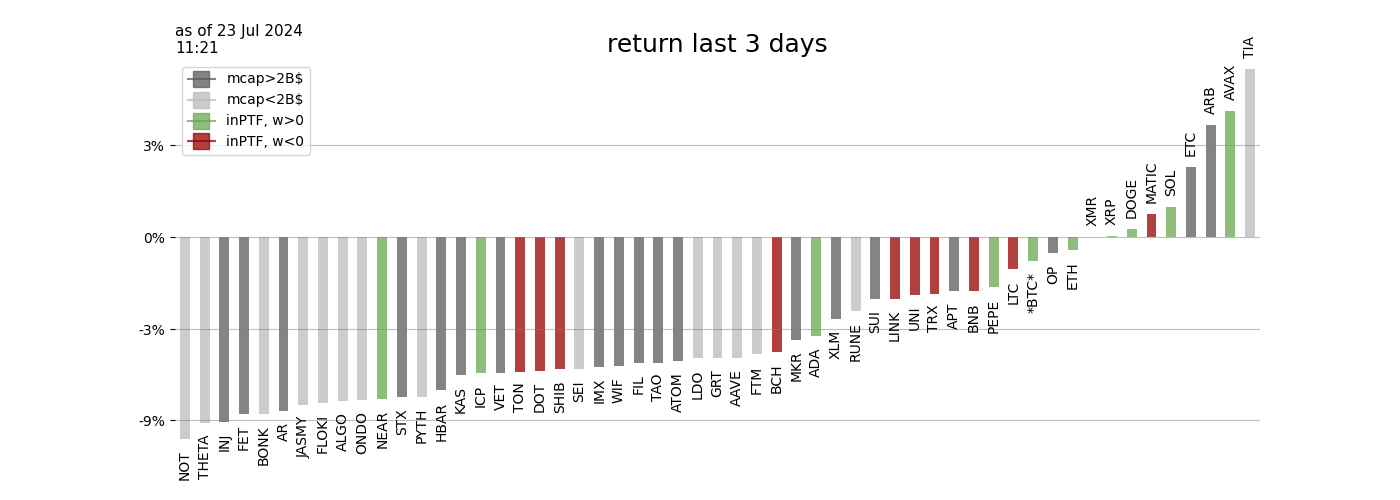 as of 23 Jul 2024
11:21
return last 3 days
mcap>2B$
mcap<2B$
inPTF, w>0
inPTF, w<0
3%
0%
-3%
-9%
NOT
THETA
INJ
FET
BONK
AR
JASMY
FLOKI
ALGO
ONDO
NEAR
STX
PYTH
HBAR
KAS
ICP
VET
TON
DOT
SHIB
SEI
IMX
WIF
FIL
TAO
ATOM
LDO
GRT
AAVE
FTM
BCH
MKR
ADA
XLM
RUNE
SUI
LINK
UNI
TRX
APT
BNB
PEPE
LTC
*BTC*
OP
ETH
XMR
XRP
DOGE
MATIC
SOL
ETC
ARB
AVAX
TIA